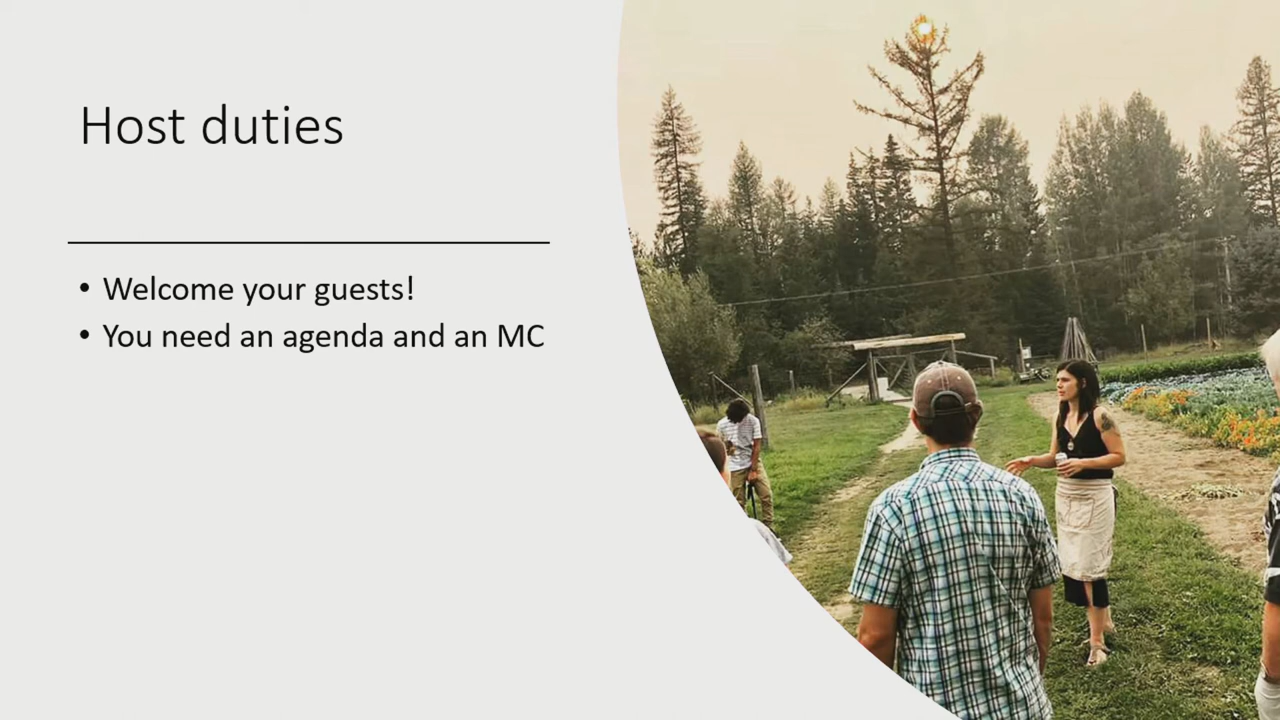 Host duties
• Welcome your guests!
• You need an agenda and an MC